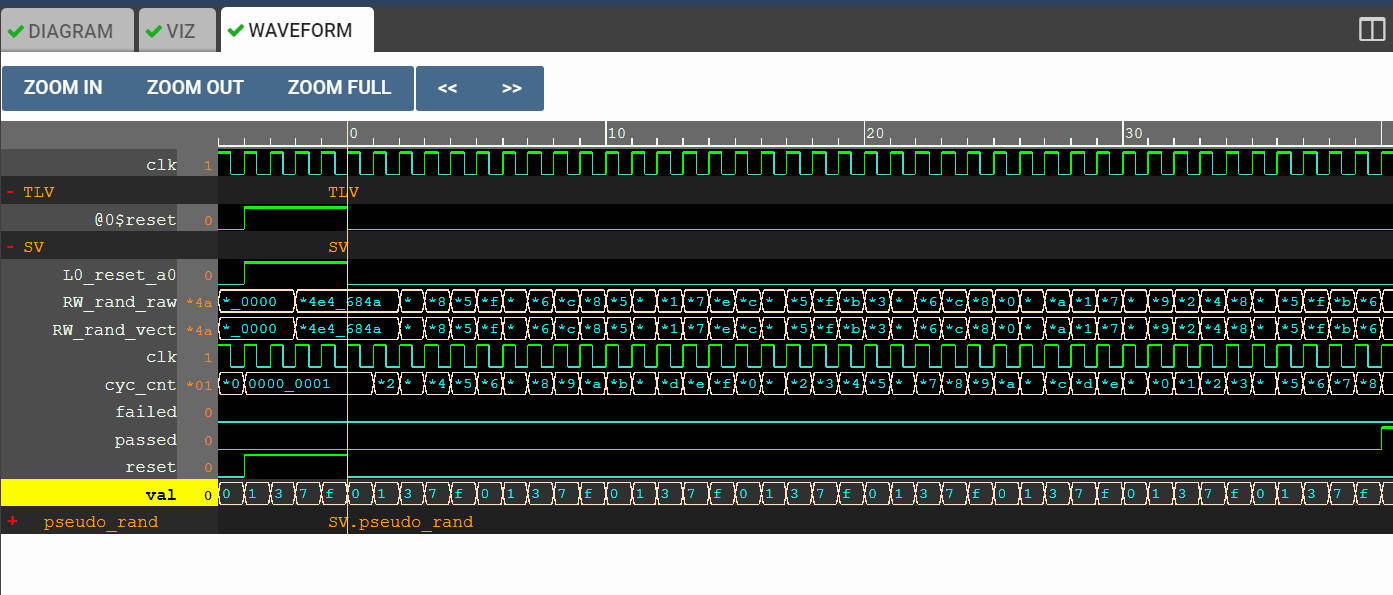 DIAGRAM VIZ WAVEFORM
ZOOM IN ZOOM OUT ZOOM FULL << >>
0 10 20 30
clk 1
- TLV TLV
@0$reset 0
- SV SV
L0_reset_a0 0
RW_rand_raw *4a *_0000 *4e4_684a * *8 *5 *f * *6 *c *8 *5 * *1 *7 *e *c * *5 *f *b *3 * *6 *c *8 *0 * *a *1 *7 * *9 *2 *4 *8 * *5 *f *b *6
RW_rand_vect *4a *_0000 *4e4_684a * *8 *5 *f * *6 *c *8 *5 * *1 *7 *e *c * *5 *f *b *3 * *6 *c *8 *0 * *a *1 *7 * *9 *2 *4 *8 * *5 *f *b *6
clk 1
cyc_cnt *01 *0 0000_0001 *2 * *4 *5 *6 * *8 *9 *a *b * *d *e *f *0 * *2 *3 *4 *5 * *7 *8 *9 *a * *c *d *e * *0 *1 *2 *3 * *5 *6 *7 *8
failed 0
passed 0
reset 0
val 0 0 1 3 7 f 0 1 3 7 f 0 1 3 7 f 0 1 3 7 f 0 1 3 7 f 0 1 3 7 f 0 1 3 7 f 0 1 3 7 f 0 1 3 7 f
+ pseudo_rand SV.pseudo_rand